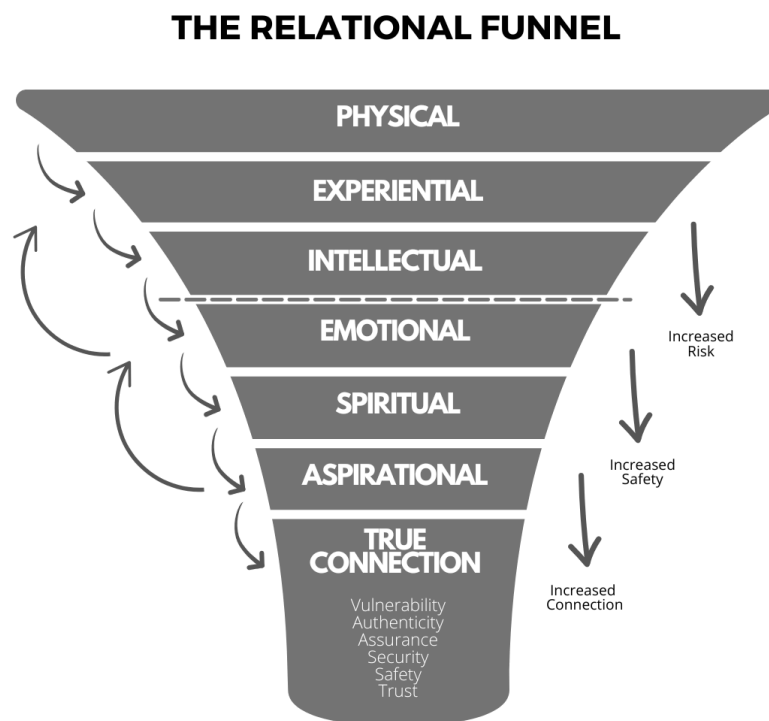 THE RELATIONAL FUNNEL
PHYSICAL
EXPERIENTIAL
INTELLECTUAL
EMOTIONAL
SPIRITUAL
ASPIRATIONAL
TRUE
CONNECTION
Vulnerability
Authenticity
Assurance
Security
Safety
Trust
Increased
Risk
Increased
Safety
Increased
Connection